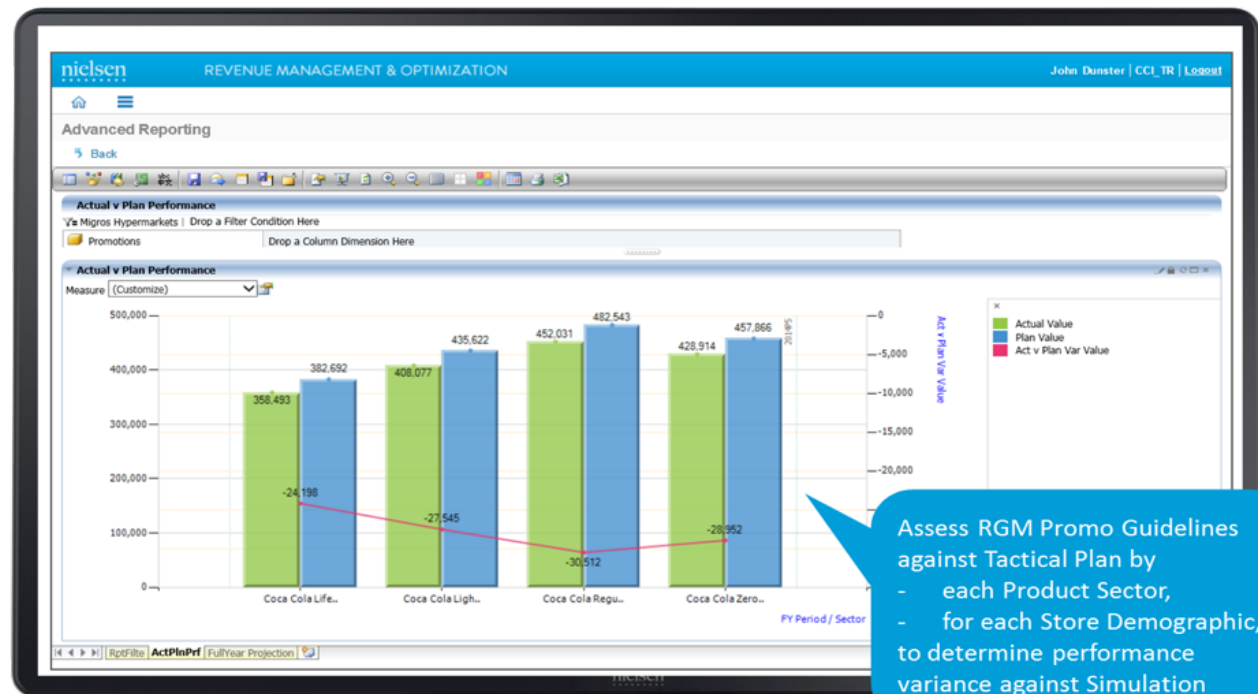 nielsen
REVENUE MANAGEMENT & OPTIMIZATION
John Dunster | CCI_TR | Logout
Advanced Reporting
Back
Actual v Plan Performance
Migros Hypermarkets | Drop a Filter Condition Here
Promotions
Drop a Column Dimension Here
Actual v Plan Performance
Measure (Customize)
500,000
400,000
300,000
200,000
100,000
0
358,493
382,692
408,077
435,622
452,031
482,543
428,914
457,866
-24,198
-27,545
-30,512
-28,952
2014P5
0
-5,000
-10,000
-15,000
-20,000
Act v Plan Var Value
Coca Cola Life..
Coca Cola Ligh..
Coca Cola Regu..
Coca Cola Zero..
FY Period / Sector
Actual Value
Plan Value
Act v Plan Var Value
RptFilte ActPlnPrf FullYear Projection
Assess RGM Promo Guidelines
against Tactical Plan by
- each Product Sector,
- for each Store Demographic,
to determine performance
variance against Simulation
nielsen